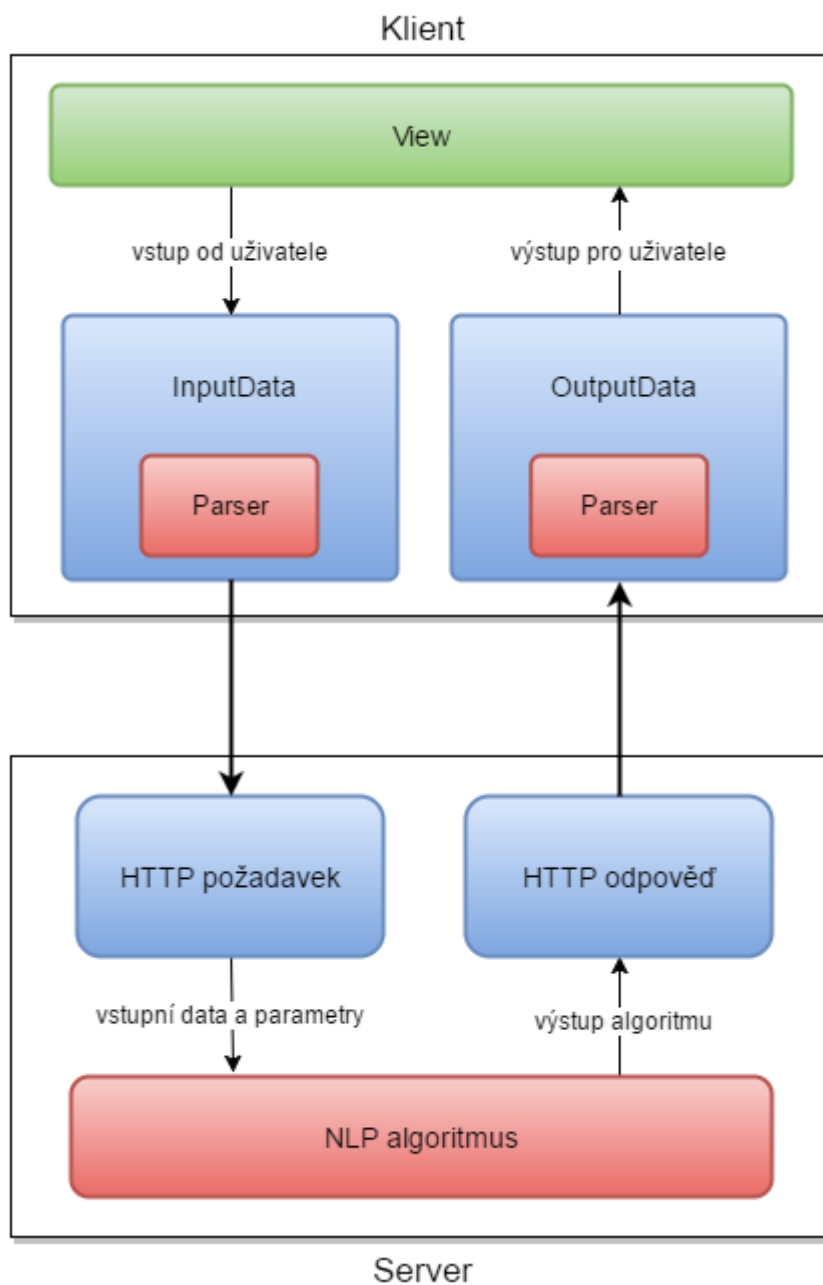 Klient
View
vstup od uživatele
výstup pro uživatele
InputData
OutputData
Parser
Parser
HTTP požadavek
HTTP odpověď
vstupní data a parametry
výstup algoritmu
NLP algoritmus
Server